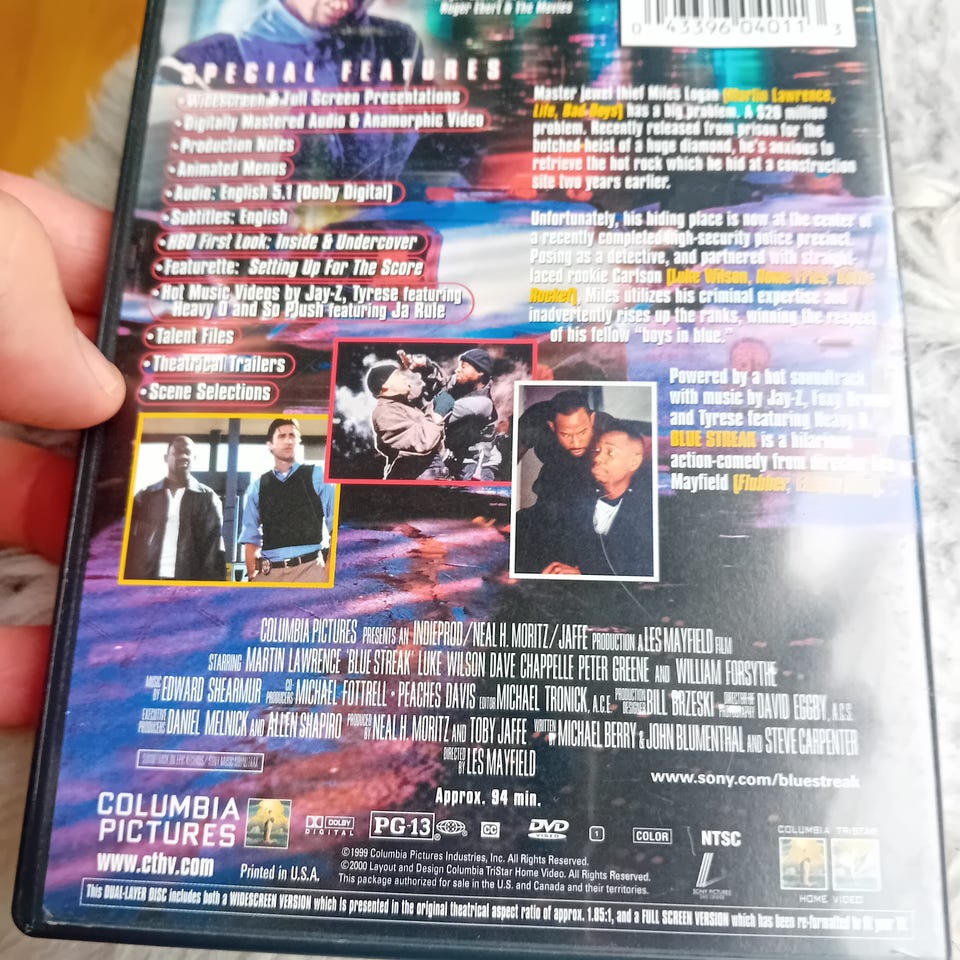 Roger Ebert & The Movies
0 43396 04011 3
SPECIAL FEATURES
• Widescreen & Full Screen Presentations
• Digitally Mastered Audio & Anamorphic Video
• Production Notes
• Animated Menus
• Audio: English 5.1 (Dolby Digital)
• Subtitles: English
• HBO First Look: Inside & Undercover
• Featurette: Setting Up For The Score
• Hot Music Videos by Jay-Z, Tyrese featuring
Heavy D and So Plush featuring Ja Rule
• Talent Files
• Theatrical Trailers
• Scene Selections
Master jewel thief Miles Logan (Martin Lawrence,
Life, Bad Boys) has a big problem. A $20 million
problem. Recently released from prison for the
botched heist of a huge diamond, he's anxious to
retrieve the hot rock which he hid at a construction
site two years earlier.
Unfortunately, his hiding place is now at the center of
a recently completed high-security police precinct.
Posing as a detective, and partnered with straight-
laced rookie Carlson (Luke Wilson, Home Fries, Bottle
Rocket), Miles utilizes his criminal expertise and
inadvertently rises up the ranks, winning the respect
of his fellow "boys in blue."
Powered by a hot soundtrack
with music by Jay-Z, Foxy Brown
and Tyrese featuring Heavy D,
BLUE STREAK is a hilarious
action-comedy from director Les
Mayfield (Flubber,
COLUMBIA PICTURES PRESENTS AN INDIEPROD/NEAL H. MORITZ/JAFFE PRODUCTION A LES MAYFIELD FILM
STARRING MARTIN LAWRENCE 'BLUE STREAK' LUKE WILSON DAVE CHAPPELLE PETER GREENE AND WILLIAM FORSYTHE
MUSIC BY EDWARD SHEARMUR CO-PRODUCERS MICHAEL FOTTRELL • PEACHES DAVIS EDITOR MICHAEL TRONICK, A.C.E. PRODUCTION DESIGNER BILL BRZESKI DIRECTOR OF PHOTOGRAPHY DAVID EGGBY, A.C.S.
EXECUTIVE PRODUCERS DANIEL MELNICK AND ALLEN SHAPIRO PRODUCED BY NEAL H. MORITZ AND TOBY JAFFE WRITTEN BY MICHAEL BERRY & JOHN BLUMENTHAL AND STEVE CARPENTER
DIRECTED BY LES MAYFIELD
SOUNDTRACK ON EPIC RECORDS / SONY MUSIC SOUNDTRAX
www.sony.com/bluestreak
Approx. 94 min.
COLUMBIA
PICTURES
www.cthv.com
Printed in U.S.A.
DOLBY
DIGITAL
PG-13
CC
DVD
VIDEO
1
COLOR
NTSC
SONY PICTURES
COLUMBIA TRISTAR
HOME VIDEO
©1999 Columbia Pictures Industries, Inc. All Rights Reserved.
©2000 Layout and Design Columbia TriStar Home Video. All Rights Reserved.
This package authorized for sale in the U.S. and Canada and their territories.
This DUAL-LAYER DISC includes both a WIDESCREEN VERSION which is presented in the original theatrical aspect ratio of approx. 1.85:1, and a FULL SCREEN VERSION which has been re-formatted to fit your TV.